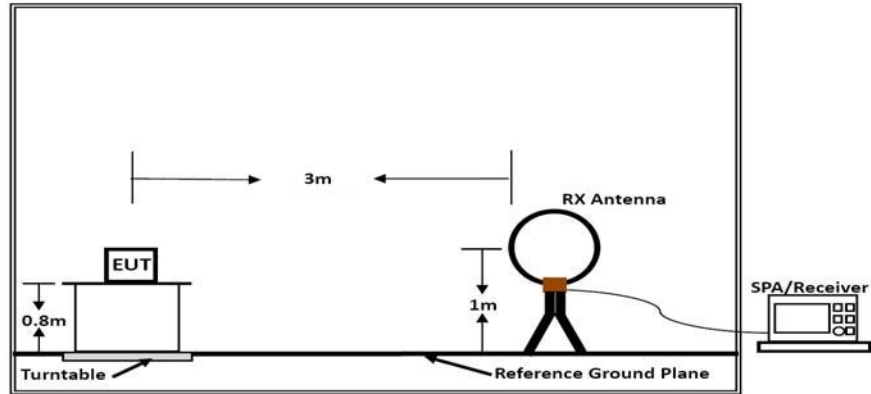 3m
RX Antenna
EUT
SPA/Receiver
0.8m
1m
Turntable
Reference Ground Plane